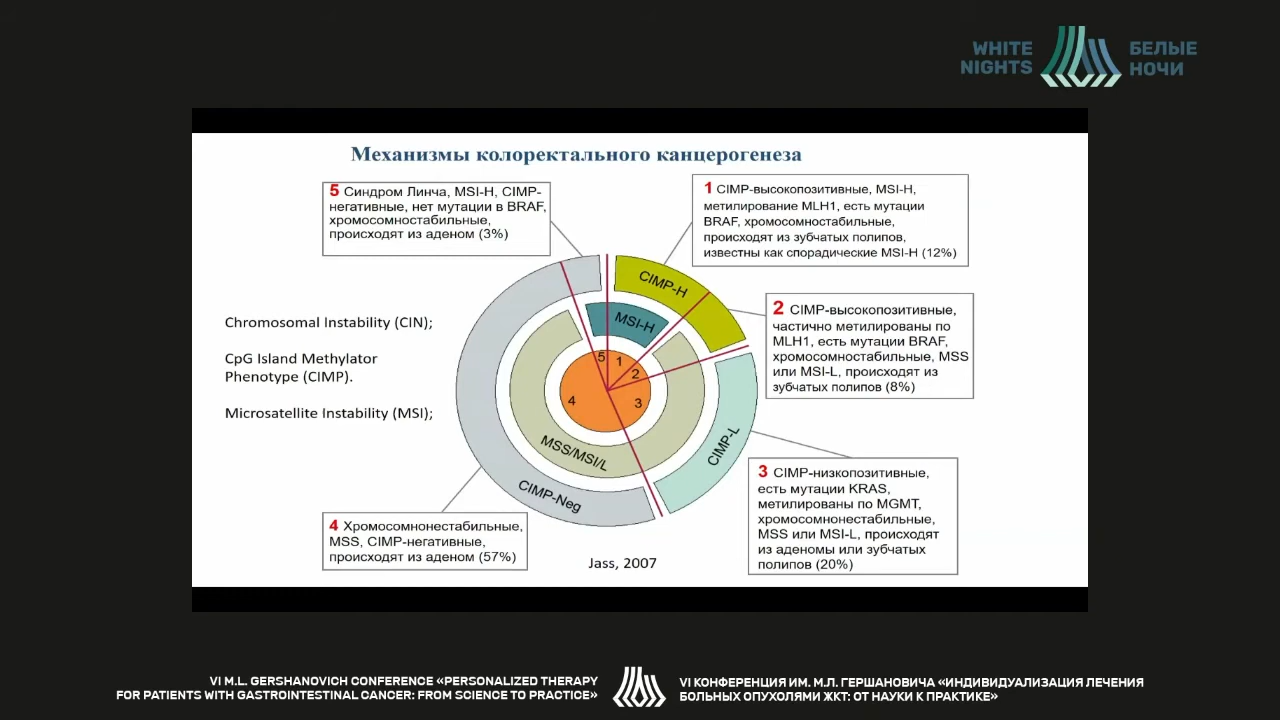 WHITE
NIGHTS
БЕЛЫЕ
НОЧИ
Механизмы колоректального канцерогенеза
5 Синдром Линча, MSI-H, CIMP-
негативные, нет мутации в BRAF,
хромосомностабильные,
происходят из аденом (3%)
1 CIMP-высокопозитивные, MSI-H,
метилирование MLH1, есть мутации
BRAF, хромосомностабильные,
происходят из зубчатых полипов,
известны как спорадические MSI-H (12%)
2 CIMP-высокопозитивные,
частично метилированы по
MLH1, есть мутации BRAF,
хромосомностабильные, MSS
или MSI-L, происходят из
зубчатых полипов (8%)
Chromosomal Instability (CIN);
CpG Island Methylator
Phenotype (CIMP).
Microsatellite Instability (MSI);
CIMP-H
MSI-H
5
1
2
4
3
MSS/MSI/L
CIMP-L
CIMP-Neg
3 CIMP-низкопозитивные,
есть мутации KRAS,
метилированы по MGMT,
хромосомнонестабильные,
MSS или MSI-L, происходят
из аденомы или зубчатых
полипов (20%)
4 Хромосомнонестабильные,
MSS, CIMP-негативные,
происходят из аденом (57%)
Jass, 2007
VI M.L. GERSHANOVICH CONFERENCE «PERSONALIZED THERAPY
FOR PATIENTS WITH GASTROINTESTINAL CANCER: FROM SCIENCE TO PRACTICE»
VI КОНФЕРЕНЦИЯ ИМ. М.Л. ГЕРШАНОВИЧА «ИНДИВИДУАЛИЗАЦИЯ ЛЕЧЕНИЯ
БОЛЬНЫХ ОПУХОЛЯМИ ЖКТ: ОТ НАУКИ К ПРАКТИКЕ»